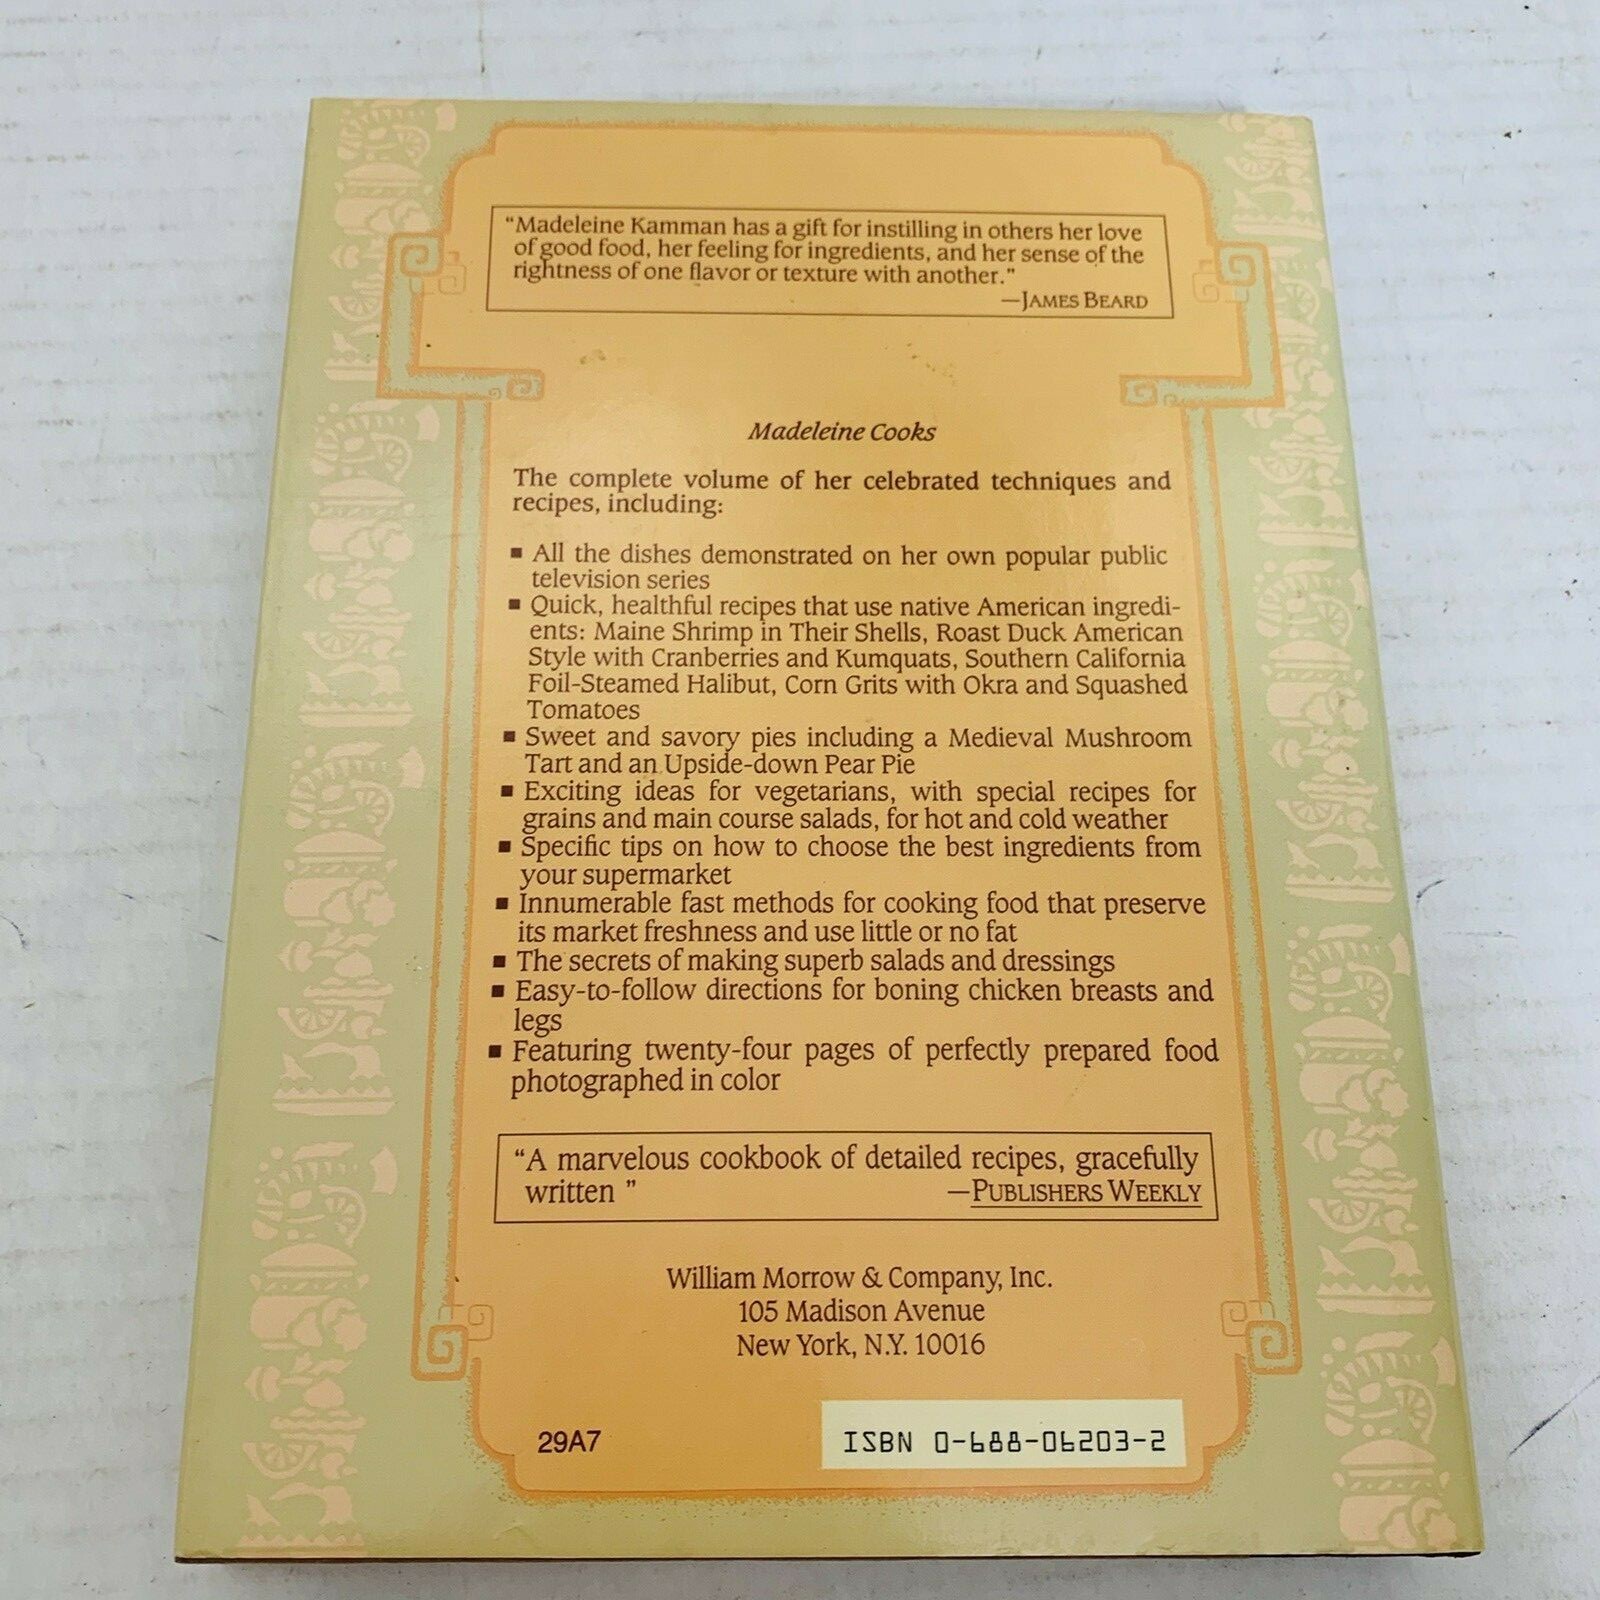 “Madeleine Kamman has a gift for instilling in others her love
of good food, her feeling for ingredients, and her sense of the
rightness of one flavor or texture with another.”
—JAMES BEARD
Madeleine Cooks
The complete volume of her celebrated techniques and
recipes, including:
▪ All the dishes demonstrated on her own popular public
television series
▪ Quick, healthful recipes that use native American ingredi-
ents: Maine Shrimp in Their Shells, Roast Duck American
Style with Cranberries and Kumquats, Southern California
Foil-Steamed Halibut, Corn Grits with Okra and Squashed
Tomatoes
▪ Sweet and savory pies including a Medieval Mushroom
Tart and an Upside-down Pear Pie
▪ Exciting ideas for vegetarians, with special recipes for
grains and main course salads, for hot and cold weather
▪ Specific tips on how to choose the best ingredients from
your supermarket
▪ Innumerable fast methods for cooking food that preserve
its market freshness and use little or no fat
▪ The secrets of making superb salads and dressings
▪ Easy-to-follow directions for boning chicken breasts and
legs
▪ Featuring twenty-four pages of perfectly prepared food
photographed in color
“A marvelous cookbook of detailed recipes, gracefully
written ”
—PUBLISHERS WEEKLY
William Morrow & Company, Inc.
105 Madison Avenue
New York, N.Y. 10016
29A7
ISBN 0-688-06203-2